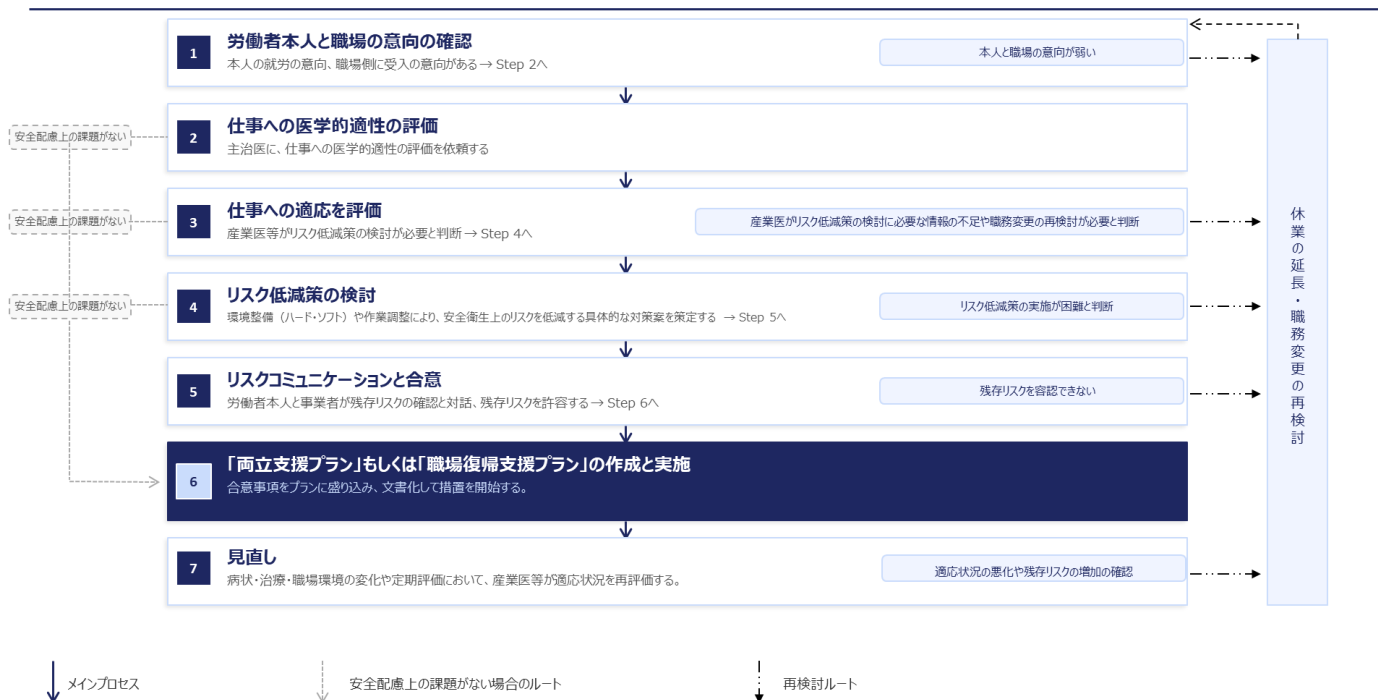 1
労働者本人と職場の意向の確認
本人の就労の意向、職場側に受入の意向がある→ Step 2へ
本人と職場の意向が弱い
安全配慮上の課題がない
2
仕事への医学的適性の評価
主治医に、仕事への医学的適性の評価を依頼する
安全配慮上の課題がない
3
仕事への適応を評価
産業医等がリスク低減策の検討が必要と判断→ Step 4へ
産業医がリスク低減策の検討に必要な情報の不足や職務変更の再検討が必要と判断
安全配慮上の課題がない
4
リスク低減策の検討
環境整備（ハード・ソフト）や作業調整により、安全衛生上のリスクを低減する具体的な対策案を策定する → Step 5へ
リスク低減策の実施が困難と判断
5
リスクコミュニケーションと合意
労働者本人と事業者が残存リスクの確認と対話、残存リスクを許容する→ Step 6へ
残存リスクを容認できない
6
「両立支援プラン」もしくは「職場復帰支援プラン」の作成と実施
合意事項をプランに盛り込み、文書化して措置を開始する。
7
見直し
病状・治療・職場環境の変化や定期評価において、産業医等が適応状況を再評価する。
適応状況の悪化や残存リスクの増加の確認
休業の延長・職務変更の再検討
メインプロセス
安全配慮上の課題がない場合のルート
再検討ルート